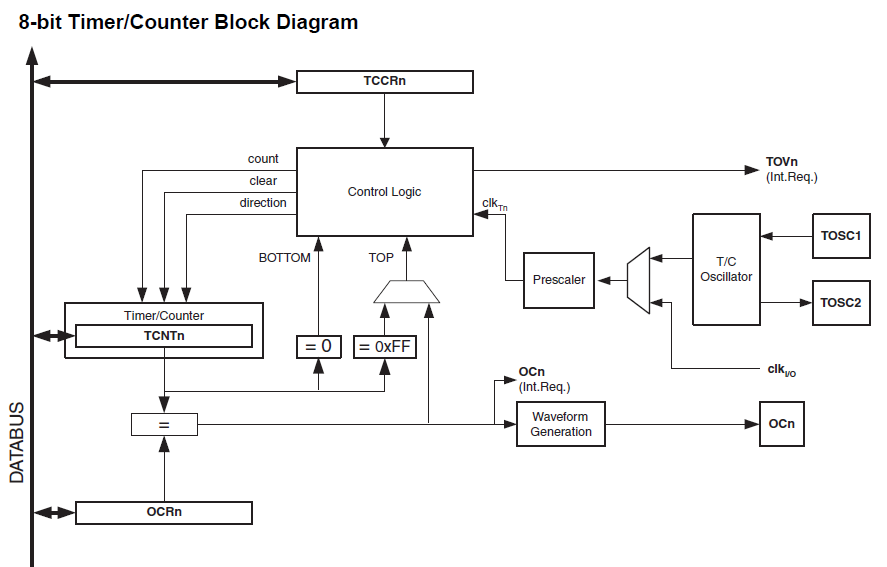 8-bit Timer/Counter Block Diagram
TCCRn
count
clear
direction
Control Logic
TOVn
(Int.Req.)
clkTn
BOTTOM
TOP
Prescaler
T/C
Oscillator
TOSC1
TOSC2
Timer/Counter
TCNTn
= 0
= 0xFF
clkI/O
OCn
(Int.Req.)
=
Waveform
Generation
OCn
DATABUS
OCRn